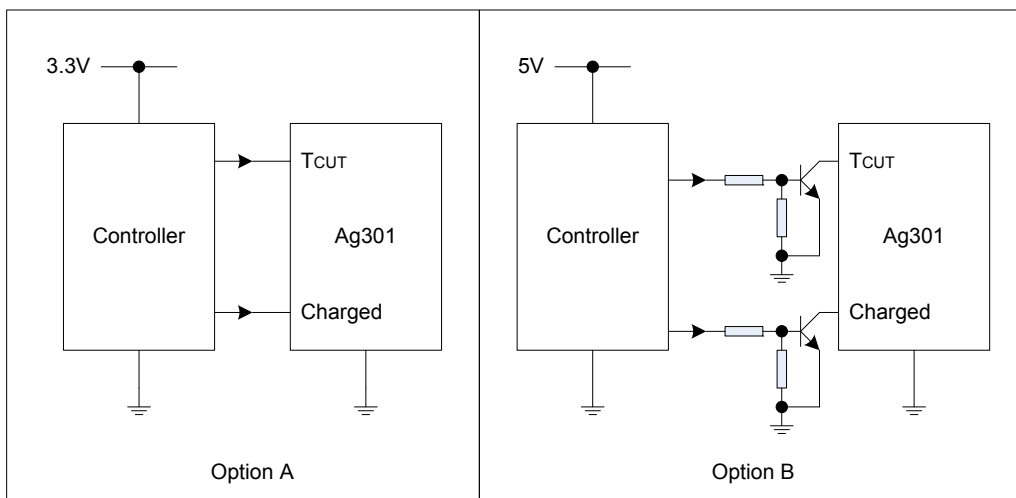 3.3V
TCUT
Controller
Ag301
Charged
Option A
5V
TCUT
Controller
Ag301
Charged
Option B